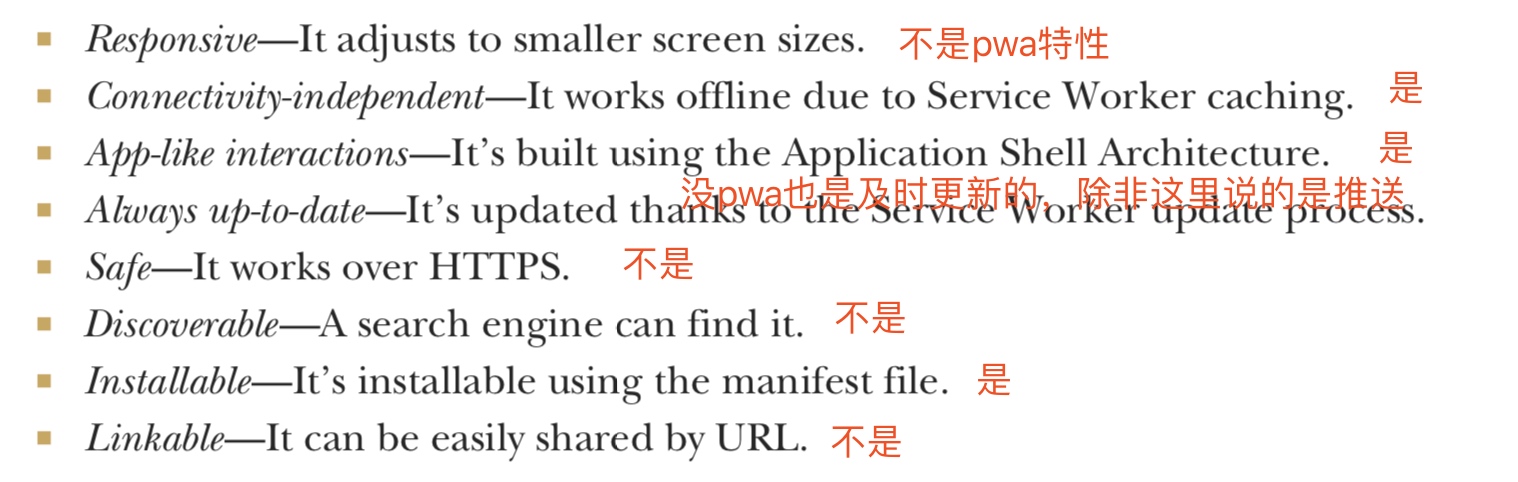 Responsive—It adjusts to smaller screen sizes. 不是pwa特性
Connectivity-independent—It works offline due to Service Worker caching. 是
App-like interactions—It’s built using the Application Shell Architecture. 是
没pwa也是及时更新的，除非这里说的是推送
Always up-to-date—It’s updated thanks to the Service Worker update process.
Safe—It works over HTTPS. 不是
Discoverable—A search engine can find it. 不是
Installable—It’s installable using the manifest file. 是
Linkable—It can be easily shared by URL. 不是